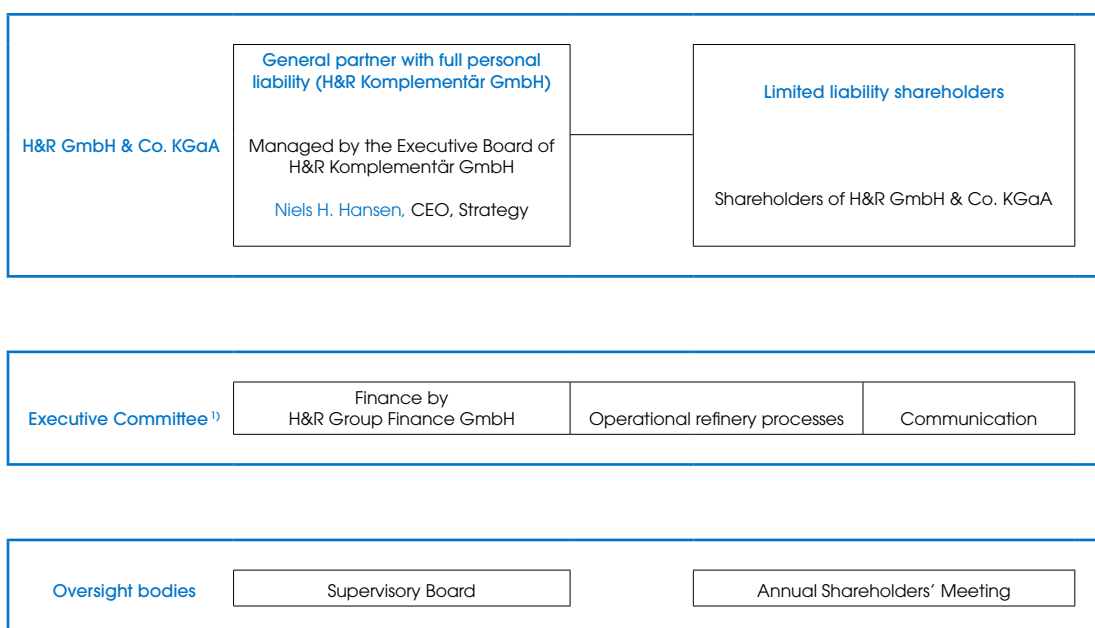 H&R GmbH & Co. KGaA
General partner with full personal
liability (H&R Komplementär GmbH)
Managed by the Executive Board of
H&R Komplementär GmbH
Niels H. Hansen, CEO, Strategy
Limited liability shareholders
Shareholders of H&R GmbH & Co. KGaA
Executive Committee 1)
Finance by
H&R Group Finance GmbH
Operational refinery processes
Communication
Oversight bodies
Supervisory Board
Annual Shareholders' Meeting